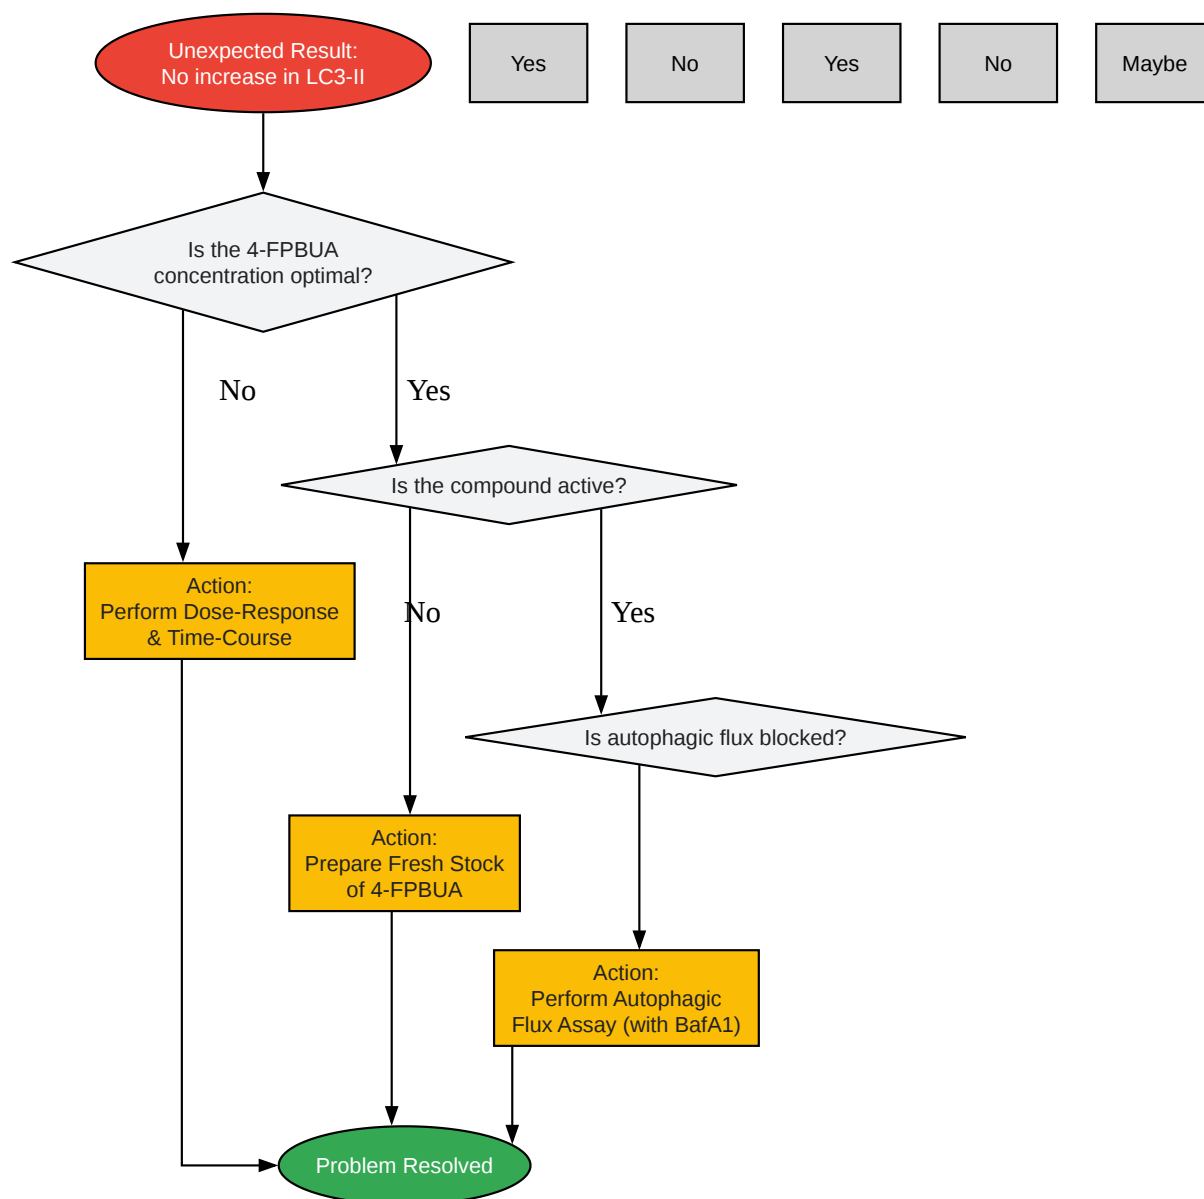 Unexpected Result:
No increase in LC3-II
Yes
No
Yes
No
Maybe
Is the 4-FPBUA
concentration optimal?
No
Yes
Is the compound active?
Action:
Perform Dose-Response
& Time-Course
No
Yes
Is autophagic flux blocked?
Action:
Prepare Fresh Stock
of 4-FPBUA
Action:
Perform Autophagic
Flux Assay (with BafA1)
Problem Resolved